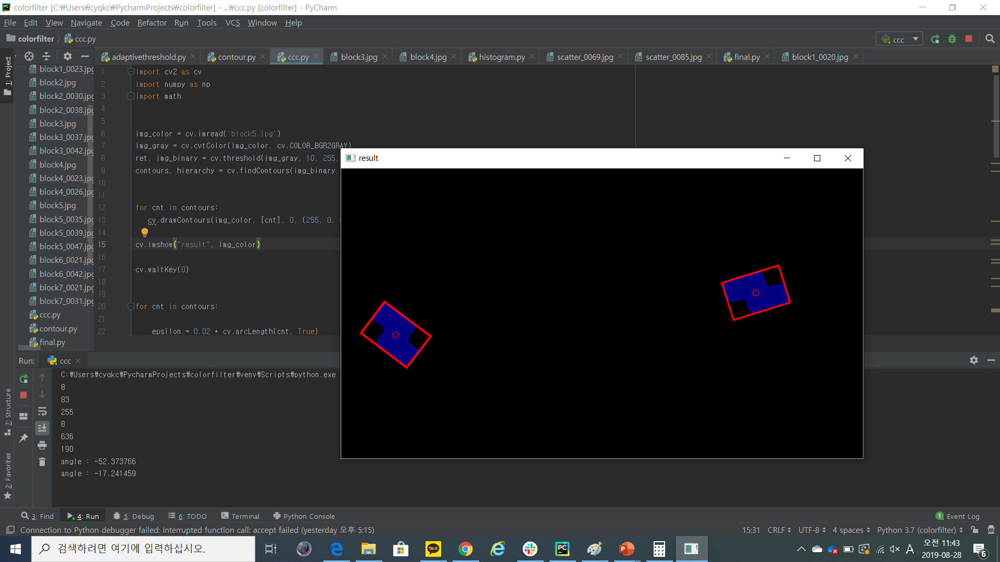 colorfilter [C:₩Users₩cyqkc₩PycharmProjects₩colorfilter] - ...₩ccc.py [colorfilter] - PyCharm
File Edit View Navigate Code Refactor Run Tools VCS Window Help
colorfilter ccc.py
ccc
adaptivethreshold.py contour.py ccc.py block3.jpg block4.jpg histogram.py scatter_0069.jpg scatter_0085.jpg final.py block1_0020.jpg
1: Project
block1_0023.jpg
block2.jpg
block2_0030.jpg
block2_0038.jpg
block3.jpg
block3_0037.jpg
block3_0042.jpg
block4.jpg
block4_0023.jpg
block4_0026.jpg
block5.jpg
block5_0035.jpg
block5_0039.jpg
block5_0047.jpg
block6_0021.jpg
block6_0042.jpg
block7_0021.jpg
block7_0031.jpg
ccc.py
contour.py
final.py
1 import cv2 as cv
2 import numpy as np
3 import math
4
5
6 img_color = cv.imread('block5.jpg')
7 img_gray = cv.cvtColor(img_color, cv.COLOR_BGR2GRAY)
8 ret, img_binary = cv.threshold(img_gray, 10, 255,
9 contours, hierarchy = cv.findContours(img_binary,
10
11
12 for cnt in contours:
13 cv.drawContours(img_color, [cnt], 0, (255, 0,
14
15 cv.imshow("result", img_color)
16
17 cv.waitKey(0)
18
19
20 for cnt in contours:
21
22 epsilon = 0.02 * cv.arcLength(cnt, True)
result
Run: ccc
C:₩Users₩cyqkc₩PycharmProjects₩colorfilter₩venv₩Scripts₩python.exe
8
83
255
8
636
190
angle : -52.373766
angle : -17.241459
7: Structure
2: Favorites
3: Find 4: Run 5: Debug 6: TODO Terminal Python Console 1 Event Log
Connection to Python debugger failed: Interrupted function call: accept failed (yesterday 오후 5:15) 15:31 CRLF UTF-8 4 spaces Python 3.7 (colorfilter)
검색하려면 여기에 입력하십시오.
TALK
PC
A
오전 11:43
2019-08-28
6